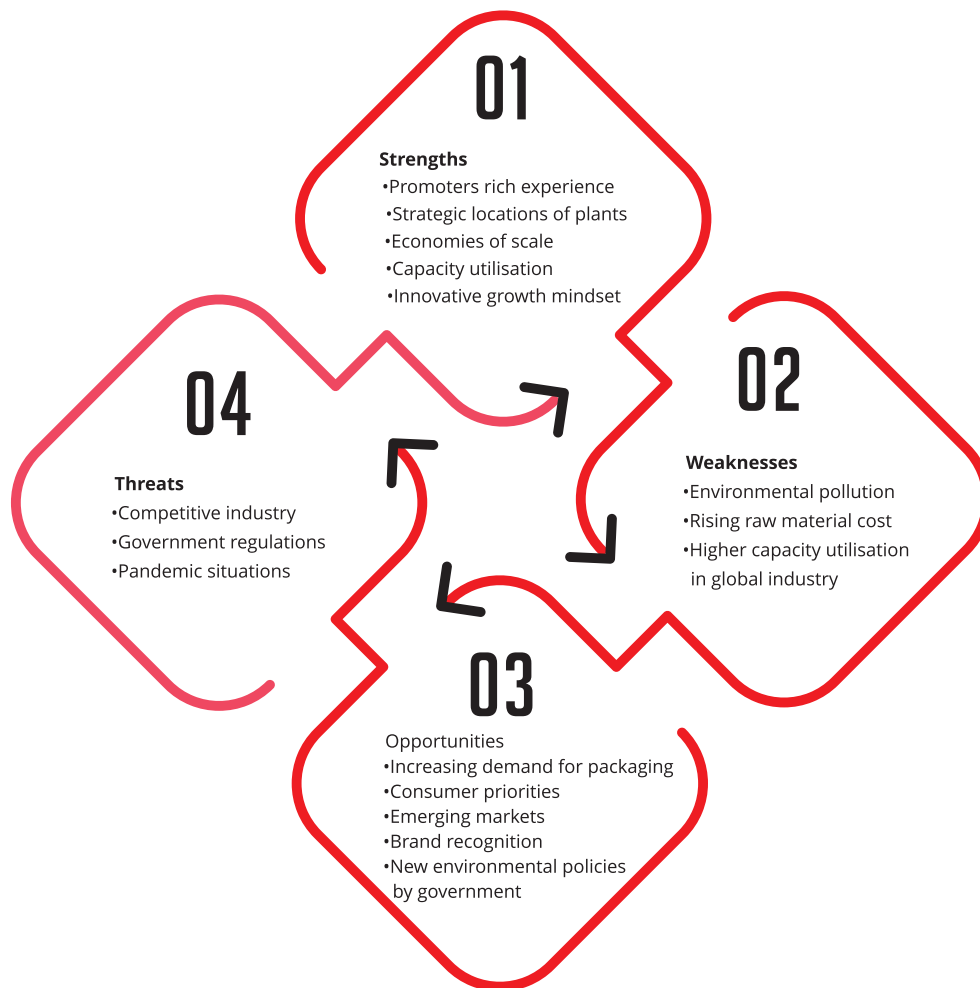 01
Strengths
•Promoters rich experience
•Strategic locations of plants
•Economies of scale
•Capacity utilisation
•Innovative growth mindset
02
Weaknesses
•Environmental pollution
•Rising raw material cost
•Higher capacity utilisation
in global industry
03
Opportunities
•Increasing demand for packaging
•Consumer priorities
•Emerging markets
•Brand recognition
•New environmental policies
by government
04
Threats
•Competitive industry
•Government regulations
•Pandemic situations